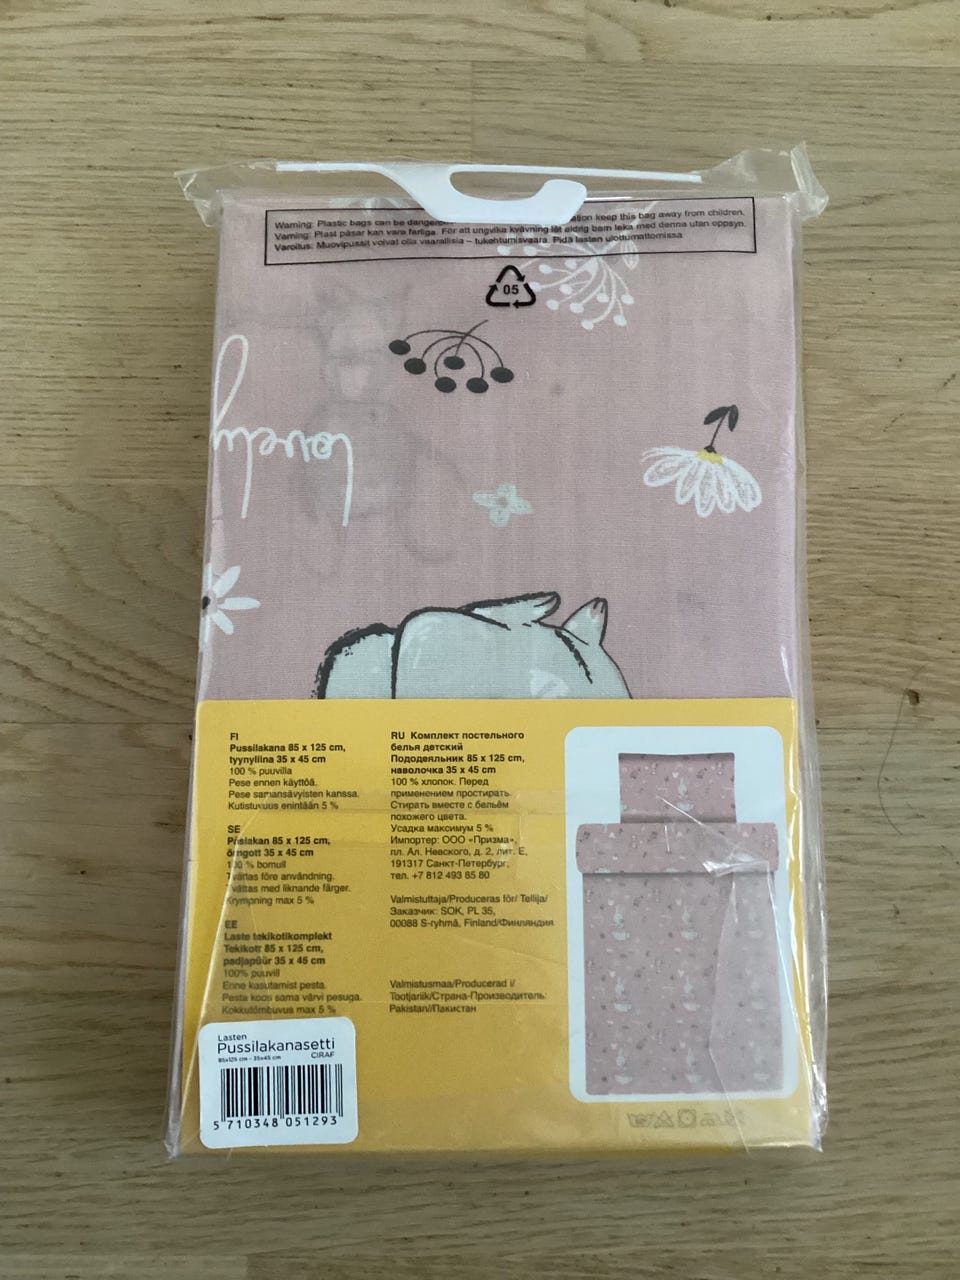 Warning: Plastic bags can be keep this bag away from children.
Varning: Plast påsar kan vara farliga. För att ungvika kvävning låt aldrig barn leka med denna utan oppsyn.
Varoitus: Muovipussit voivat olla vaarallisia – tukehtumisvaara. Pidä lasten ulottumattomissa
05
lovely
FI
Pussilakana 85 x 125 cm,
tyynyliina 35 x 45 cm
100 % puuvilla
Pese ennen käyttöä.
Pese samansävyisten kanssa.
Kutistuvuus enintään 5 %
SE
Påslakan 85 x 125 cm,
örngott 35 x 45 cm
100 % bomull
Tvättas före användning.
Tvättas med liknande färger.
Krympning max 5 %
EE
Laste tekikotikomplekt
Tekikott 85 x 125 cm,
padjapüür 35 x 45 cm
100% puuvill
Enne kasutamist pesta.
Pesta koos sama värvi pesuga.
Kokkutõmbuvus max 5 %
RU Комплект постельного
белья детский
Пододеяльник 85 x 125 см,
наволочка 35 x 45 см
100 % хлопок. Перед
применением простирать.
Стирать вместе с бельём
похожего цвета.
Усадка максимум 5 %
Импортер: ООО «Призма»,
пл. Ал. Невского, д. 2, лит. Е,
191317 Санкт-Петербург,
тел. +7 812 493 85 80
Valmistuttaja/Produceras för/ Tellija/
Заказчик: SOK, PL 35,
00088 S-ryhmä, Finland/Финляндия
Valmistusmaa/Producerad i/
Tootjariik/Страна-Производитель:
Pakistan//Пакистан
Lasten
Pussilakanasetti
85x125 cm - 35x45 cm CIRAF
5 710348 051293